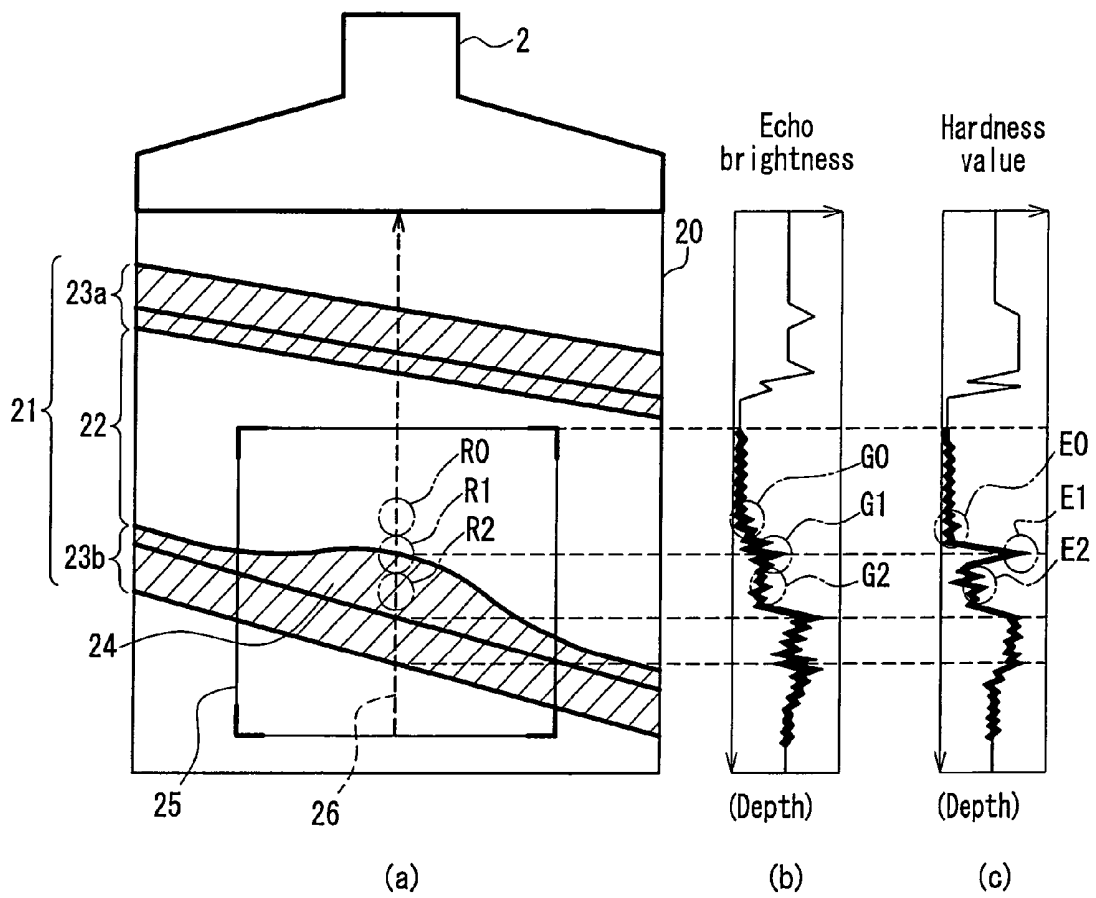 2
Echo
brightness
Hardness
value
20
23a
21
22
R0
R1
R2
G0
G1
G2
E0
E1
E2
23b
24
25
26
(Depth)
(Depth)
(a)
(b)
(c)